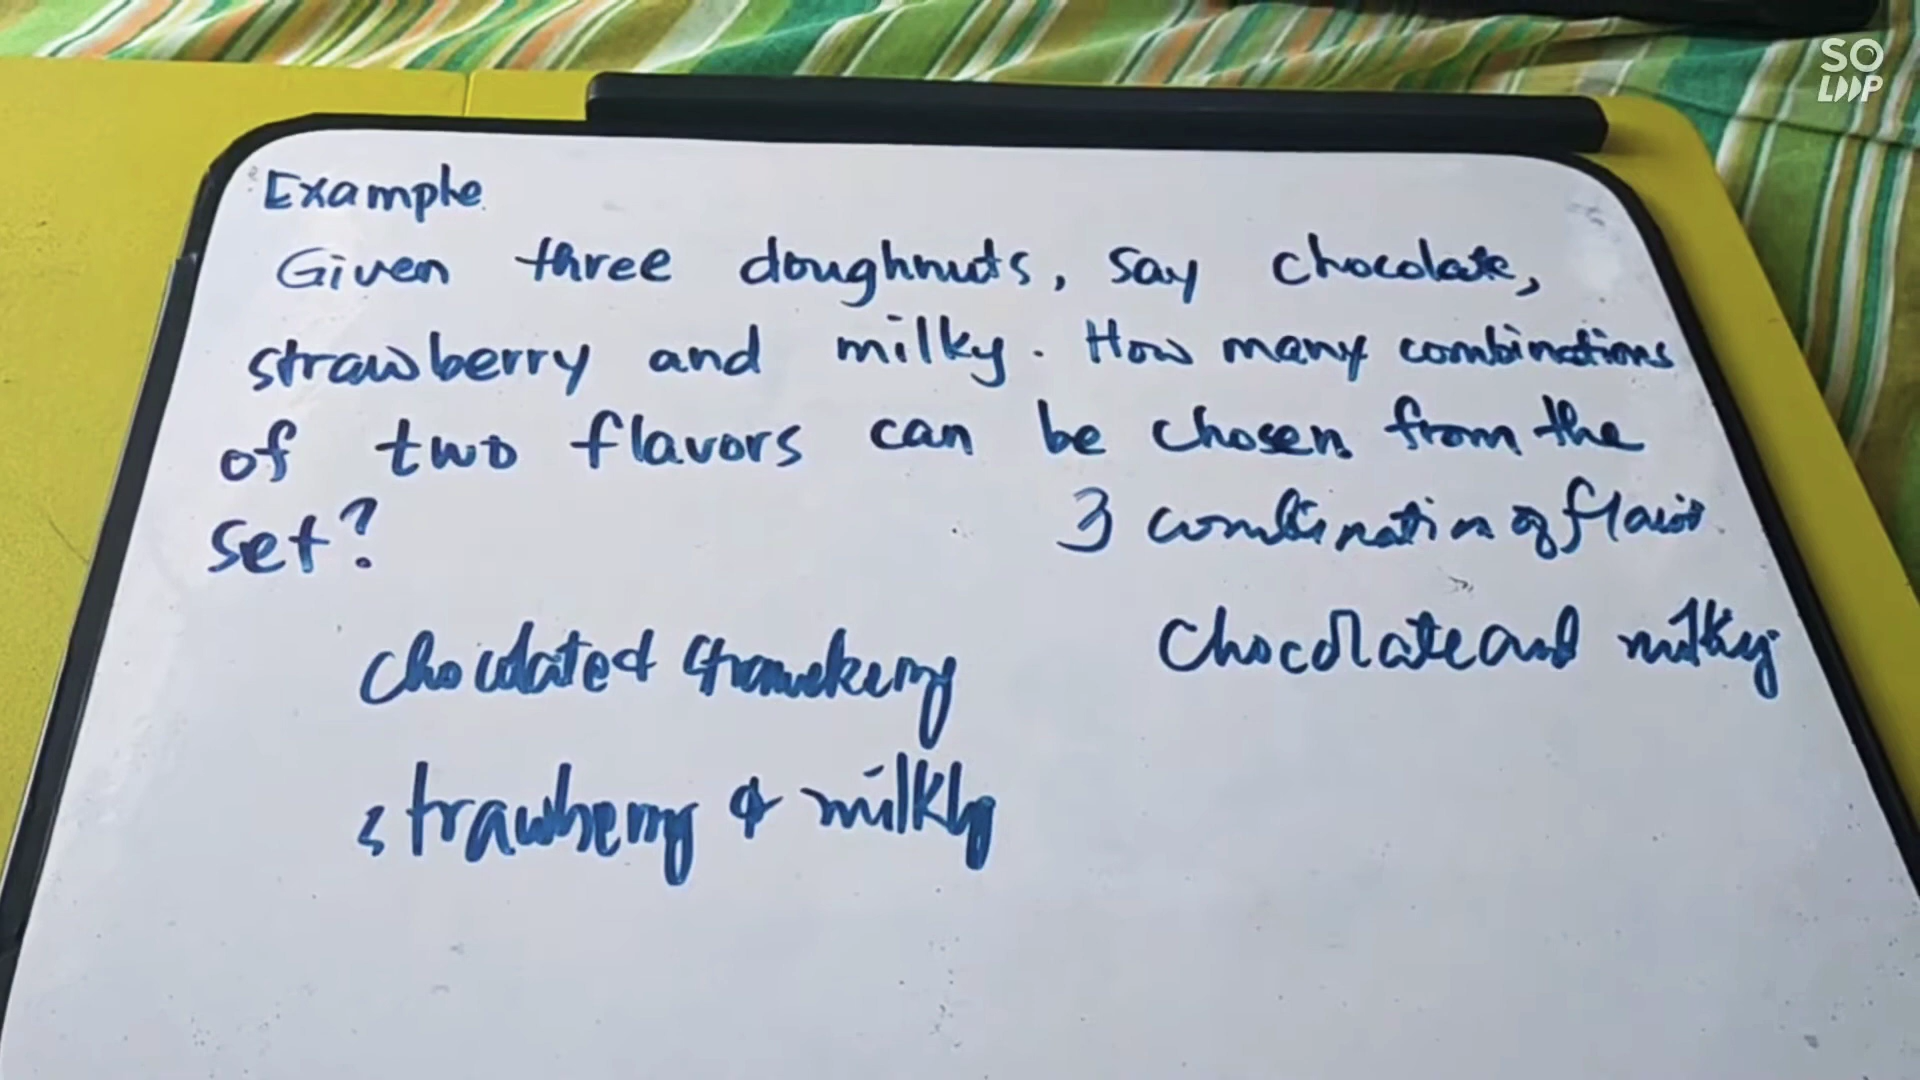 SO
LOOP
Example
Given three doughnuts, say chocolate,
strawberry and milky. How many combinations
of two flavors can be chosen from the
set?
3 combination of flavor
chocolate & strawberry
chocolate and milky
strawberry & milky